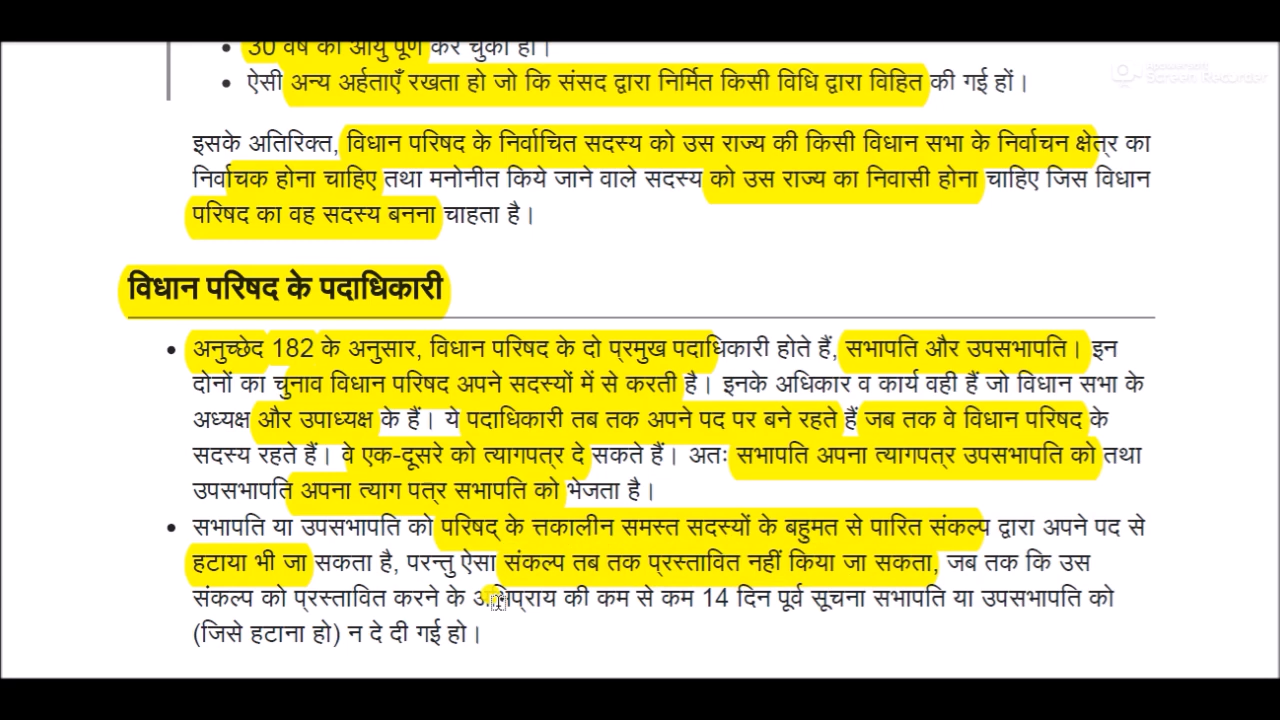 30 वर्ष की आयु पूर्ण कर चुका हो।
ऐसी अन्य अर्हताएँ रखता हो जो कि संसद द्वारा निर्मित किसी विधि द्वारा विहित की गई हों।
इसके अतिरिक्त, विधान परिषद के निर्वाचित सदस्य को उस राज्य की किसी विधान सभा के निर्वाचन क्षेत्र का
निर्वाचक होना चाहिए तथा मनोनीत किये जाने वाले सदस्य को उस राज्य का निवासी होना चाहिए जिस विधान
परिषद का वह सदस्य बनना चाहता है।
विधान परिषद के पदाधिकारी
अनुच्छेद 182 के अनुसार, विधान परिषद के दो प्रमुख पदाधिकारी होते हैं, सभापति और उपसभापति। इन
दोनों का चुनाव विधान परिषद अपने सदस्यों में से करती है। इनके अधिकार व कार्य वही हैं जो विधान सभा के
अध्यक्ष और उपाध्यक्ष के हैं। ये पदाधिकारी तब तक अपने पद पर बने रहते हैं जब तक वे विधान परिषद के
सदस्य रहते हैं। वे एक-दूसरे को त्यागपत्र दे सकते हैं। अतः सभापति अपना त्यागपत्र उपसभापति को तथा
उपसभापति अपना त्याग पत्र सभापति को भेजता है।
सभापति या उपसभापति को परिषद् के त्तकालीन समस्त सदस्यों के बहुमत से पारित संकल्प द्वारा अपने पद से
हटाया भी जा सकता है, परन्तु ऐसा संकल्प तब तक प्रस्तावित नहीं किया जा सकता, जब तक कि उस
संकल्प को प्रस्तावित करने के अभिप्राय की कम से कम 14 दिन पूर्व सूचना सभापति या उपसभापति को
(जिसे हटाना हो) न दे दी गई हो।
Screen Recorder